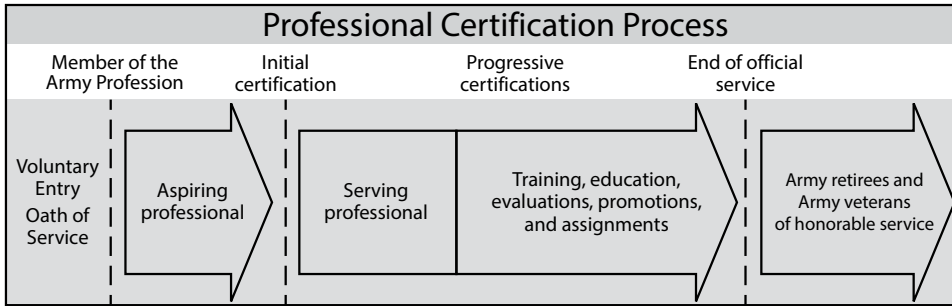 Professional Certification Process
Member of the
Army Profession
Initial
certification
Progressive
certifications
End of official
service
Voluntary
Entry
Oath of
Service
Aspiring
professional
Serving
professional
Training, education,
evaluations, promotions,
and assignments
Army retirees and
Army veterans
of honorable service